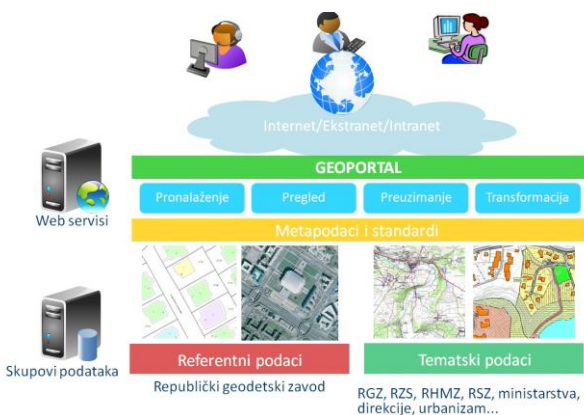 Internet/Ekstranet/Intranet
GEOPORTAL
Pronalaženje
Pregled
Preuzimanje
Transformacija
Web servisi
Metapodaci i standardi
Skupovi podataka
Referentni podaci
Tematski podaci
Republički geodetski zavod
RGZ, RZS, RHMZ, RSZ, ministarstva,
direkcije, urbanizam...